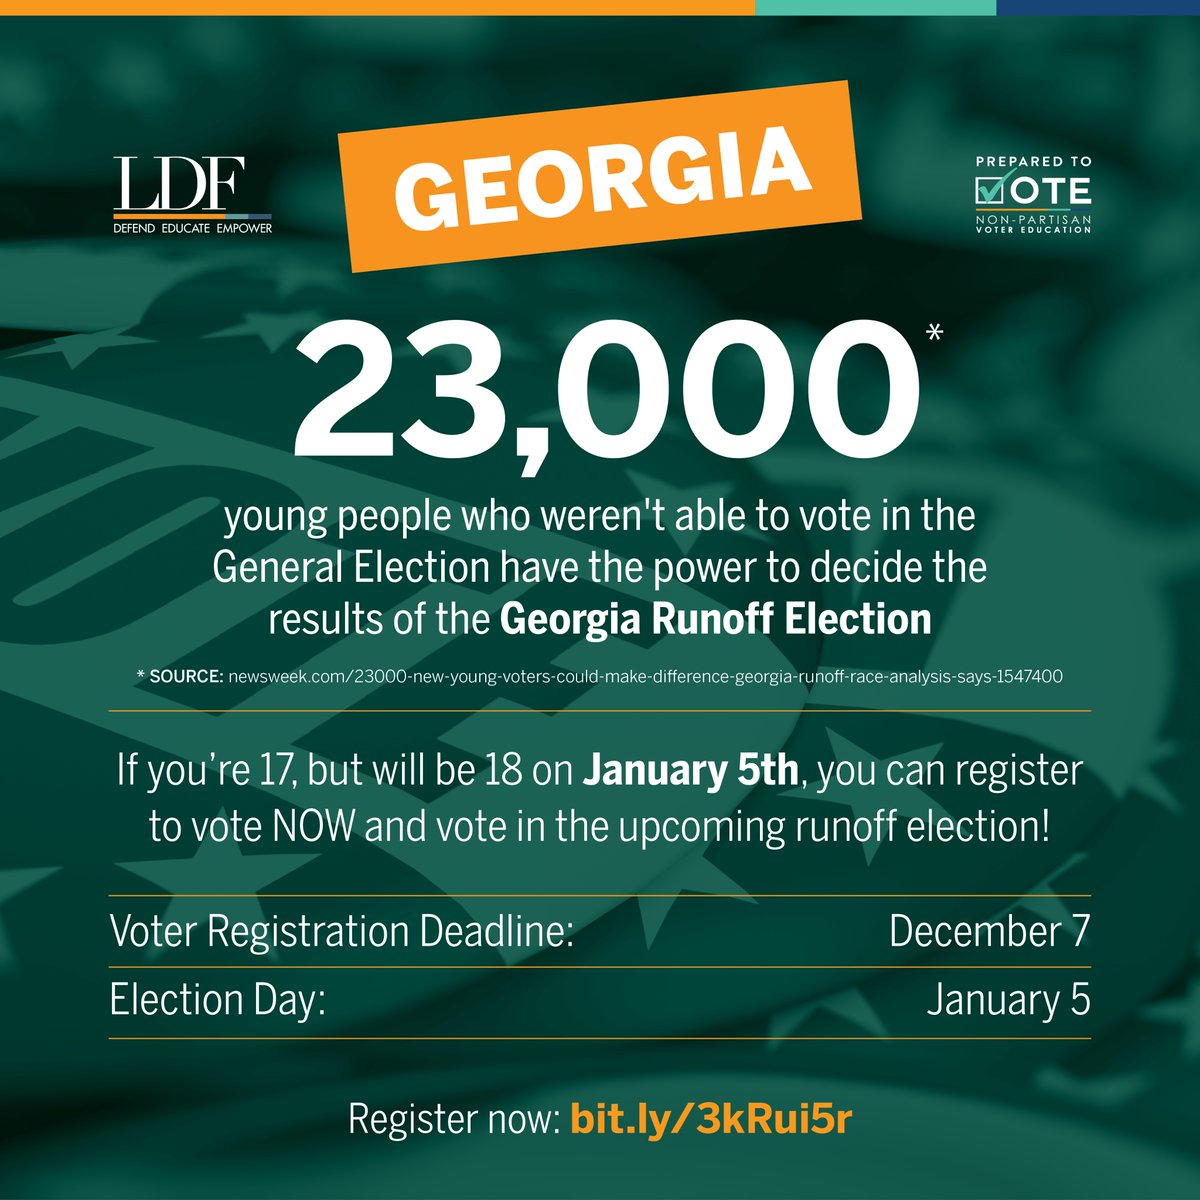 GEORGIA
LDF
DEFEND EDUCATE EMPOWER
PREPARED TO
VOTE
NON-PARTISAN
VOTER EDUCATION
23,000*
young people who weren't able to vote in the
General Election have the power to decide the
results of the Georgia Runoff Election
* SOURCE: newsweek.com/23000-new-young-voters-could-make-difference-georgia-runoff-race-analysis-says-1547400
If you’re 17, but will be 18 on January 5th, you can register
to vote NOW and vote in the upcoming runoff election!
Voter Registration Deadline: December 7
Election Day: January 5
Register now: bit.ly/3kRui5r